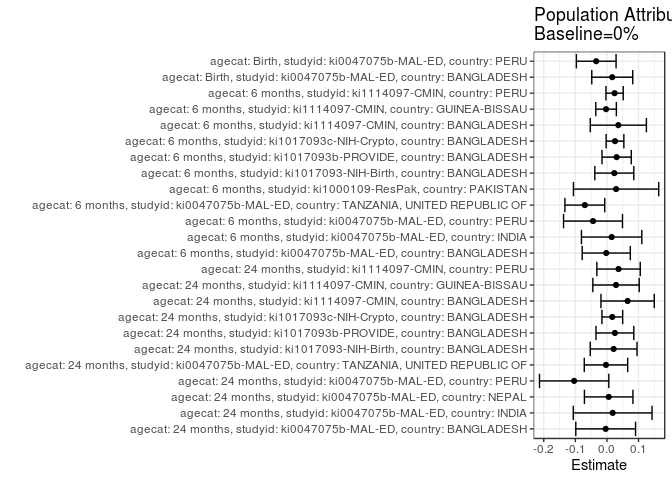 Population Attribu
Baseline=0%
agecat: Birth, studyid: ki0047075b-MAL-ED, country: PERU
agecat: Birth, studyid: ki0047075b-MAL-ED, country: BANGLADESH
agecat: 6 months, studyid: ki1114097-CMIN, country: PERU
agecat: 6 months, studyid: ki1114097-CMIN, country: GUINEA-BISSAU
agecat: 6 months, studyid: ki1114097-CMIN, country: BANGLADESH
agecat: 6 months, studyid: ki1017093c-NIH-Crypto, country: BANGLADESH
agecat: 6 months, studyid: ki1017093b-PROVIDE, country: BANGLADESH
agecat: 6 months, studyid: ki1017093-NIH-Birth, country: BANGLADESH
agecat: 6 months, studyid: ki1000109-ResPak, country: PAKISTAN
agecat: 6 months, studyid: ki0047075b-MAL-ED, country: TANZANIA, UNITED REPUBLIC OF
agecat: 6 months, studyid: ki0047075b-MAL-ED, country: PERU
agecat: 6 months, studyid: ki0047075b-MAL-ED, country: INDIA
agecat: 6 months, studyid: ki0047075b-MAL-ED, country: BANGLADESH
agecat: 24 months, studyid: ki1114097-CMIN, country: PERU
agecat: 24 months, studyid: ki1114097-CMIN, country: GUINEA-BISSAU
agecat: 24 months, studyid: ki1114097-CMIN, country: BANGLADESH
agecat: 24 months, studyid: ki1017093c-NIH-Crypto, country: BANGLADESH
agecat: 24 months, studyid: ki1017093b-PROVIDE, country: BANGLADESH
agecat: 24 months, studyid: ki1017093-NIH-Birth, country: BANGLADESH
agecat: 24 months, studyid: ki0047075b-MAL-ED, country: TANZANIA, UNITED REPUBLIC OF
agecat: 24 months, studyid: ki0047075b-MAL-ED, country: PERU
agecat: 24 months, studyid: ki0047075b-MAL-ED, country: NEPAL
agecat: 24 months, studyid: ki0047075b-MAL-ED, country: INDIA
agecat: 24 months, studyid: ki0047075b-MAL-ED, country: BANGLADESH
-0.2 -0.1 0.0 0.1
Estimate